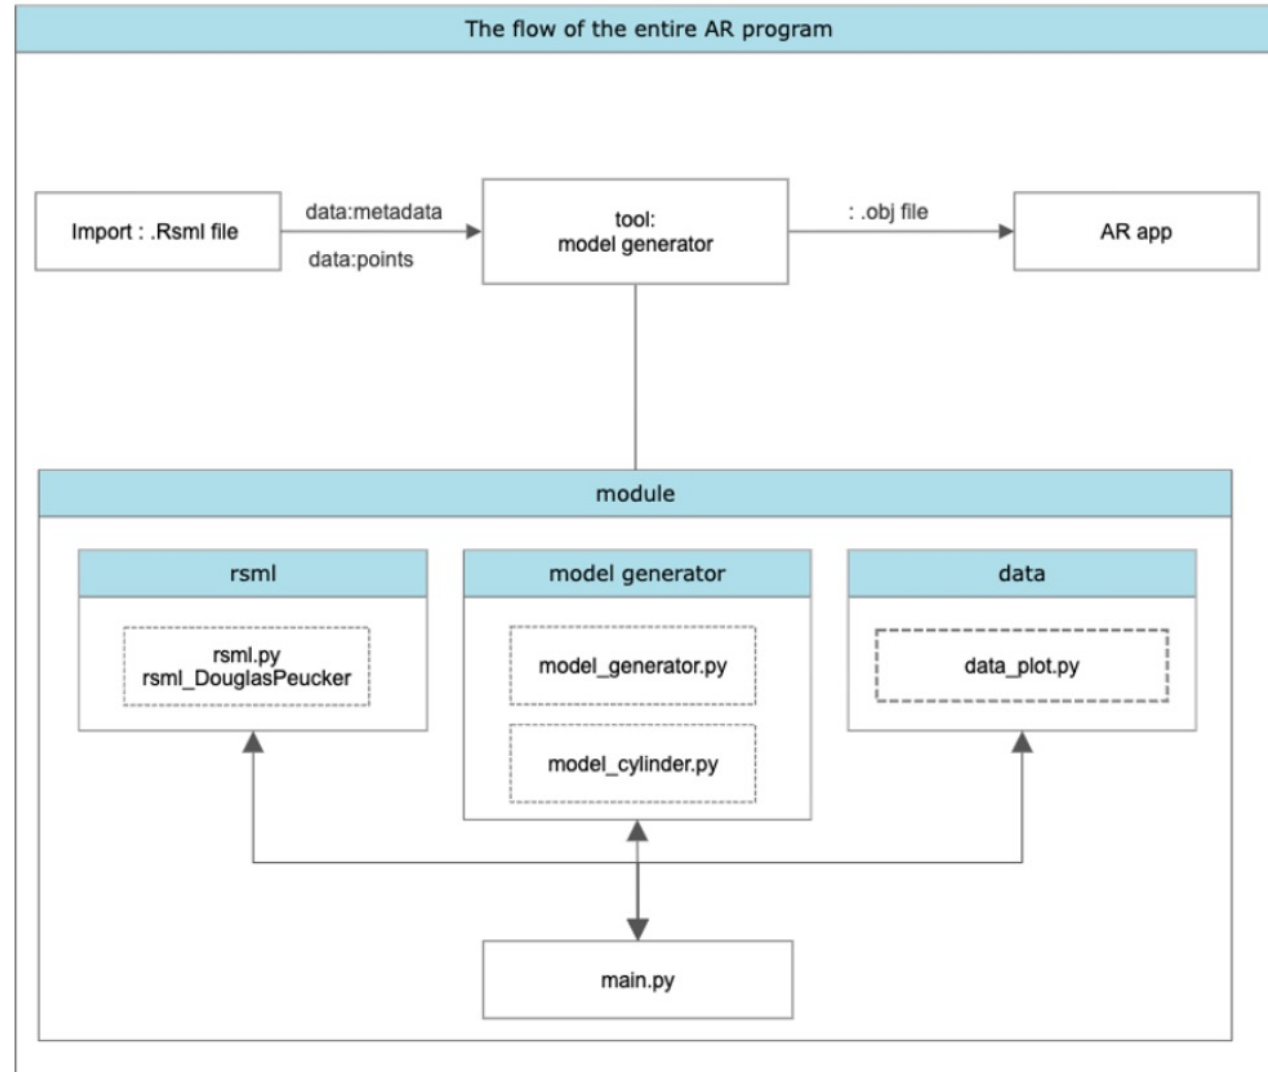 The flow of the entire AR program
Import : .Rsml file
data:metadata
data:points
tool:
model generator
: .obj file
AR app
module
rsml
rsml.py
rsml_DouglasPeucker
model generator
model_generator.py
model_cylinder.py
data
data_plot.py
main.py